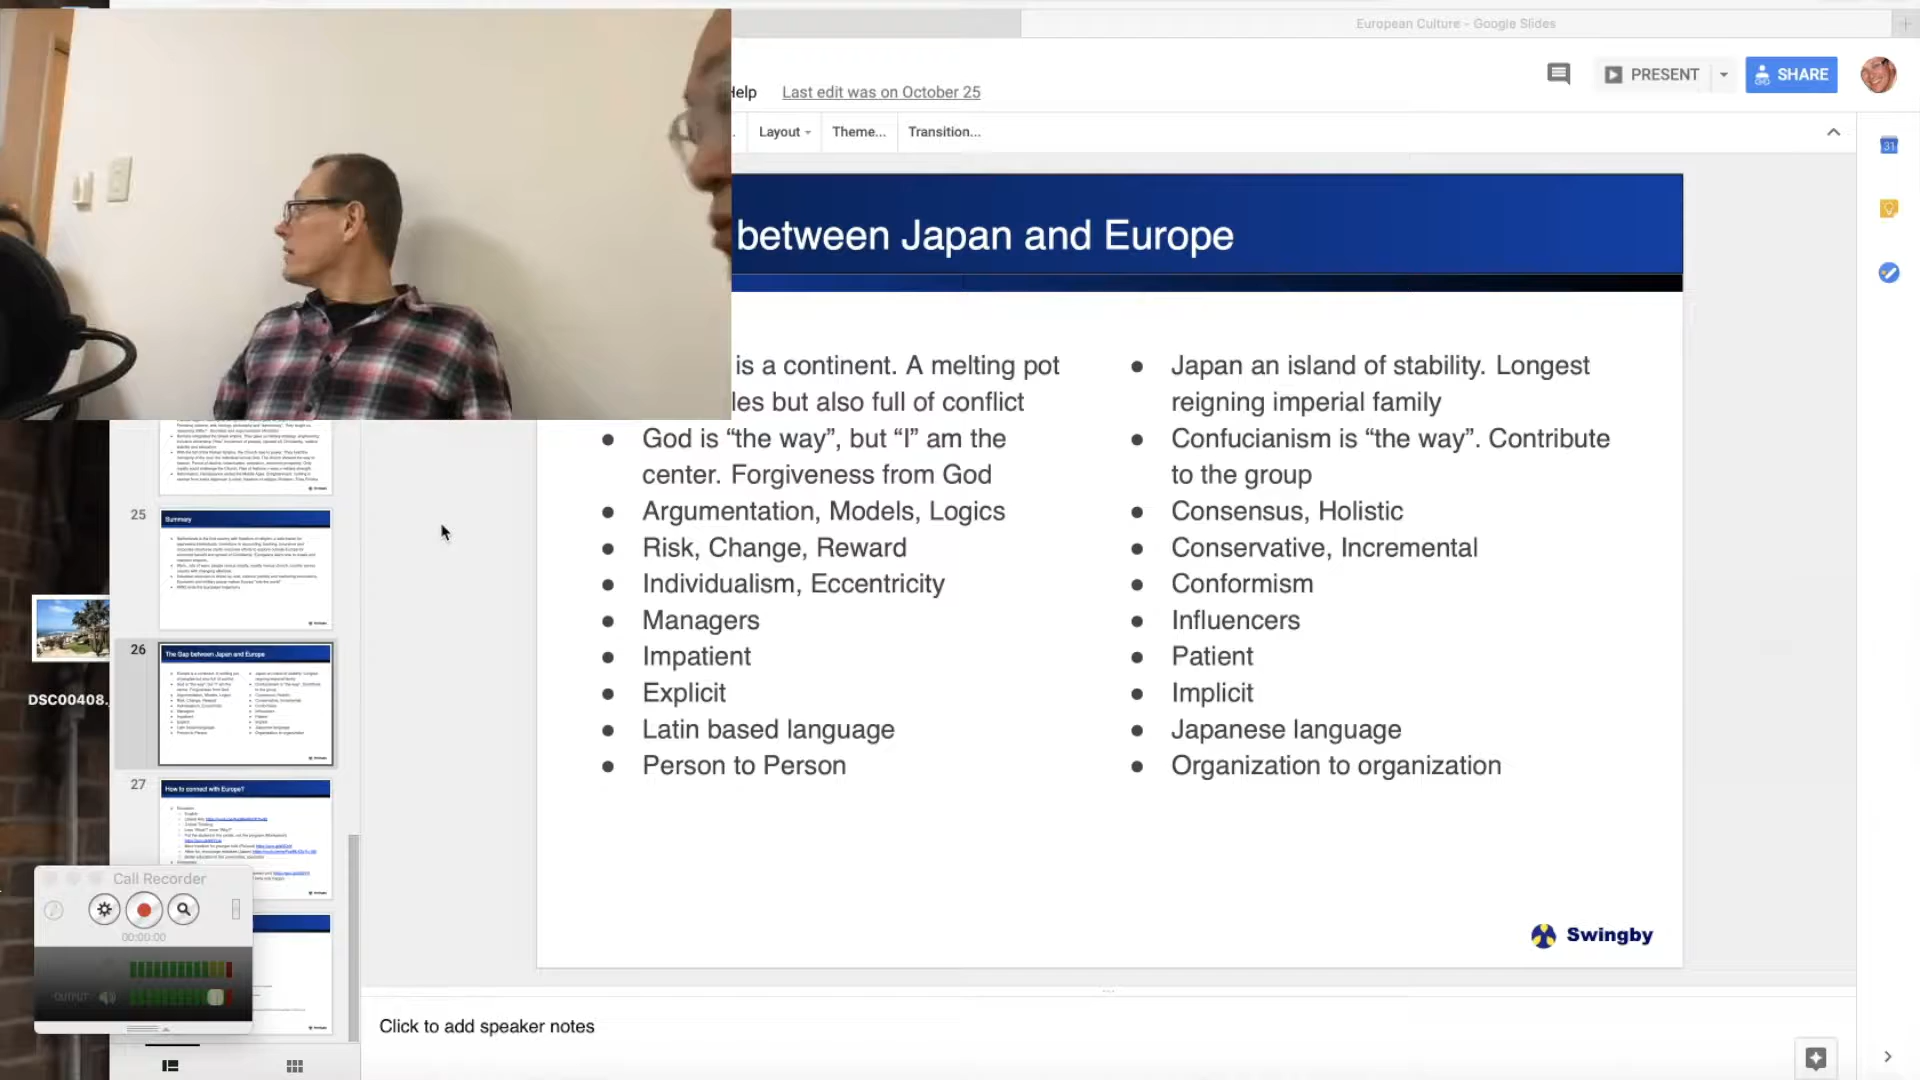 European Culture - Google Slides
Help
Last edit was on October 25
PRESENT
SHARE
Layout
Theme...
Transition...
31
between Japan and Europe
is a continent. A melting pot
les but also full of conflict
God is “the way”, but “I” am the
center. Forgiveness from God
Argumentation, Models, Logics
Risk, Change, Reward
Individualism, Eccentricity
Managers
Impatient
Explicit
Latin based language
Person to Person
Japan an island of stability. Longest
reigning imperial family
Confucianism is “the way”. Contribute
to the group
Consensus, Holistic
Conservative, Incremental
Conformism
Influencers
Patient
Implicit
Japanese language
Organization to organization
Swingby
25
Summary
26
The Gap between Japan and Europe
27
How to connect with Europe?
DSC00408.
Call Recorder
00:00:00
OUTPUT
Click to add speaker notes